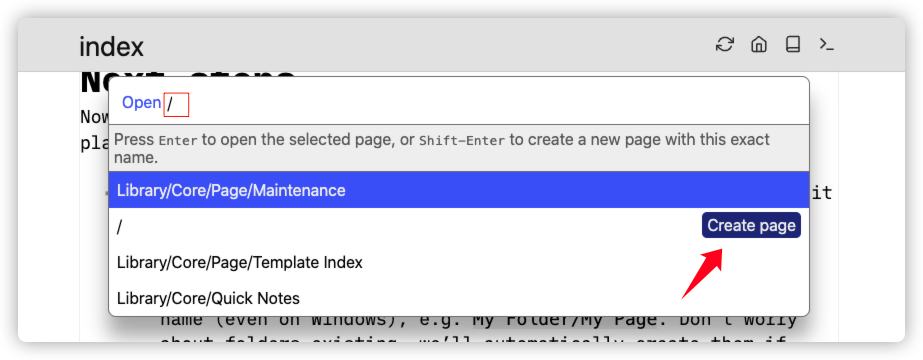 index
Next steps
Open /
Now
Press Enter to open the selected page, or Shift-Enter to create a new page with this exact
pla
name.
Library/Core/Page/Maintenance
it
/
Create page
Library/Core/Page/Template Index
Library/Core/Quick Notes
name (even on Windows), e.g. My Folder/My Page. Don't worry
about folders existing, we'll automatically create them if